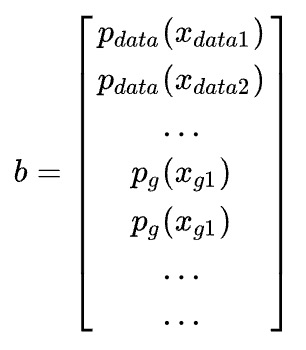 b = [
p_{data}(x_{data1})
p_{data}(x_{data2})
...
p_g(x_{g1})
p_g(x_{g1})
...
...
]